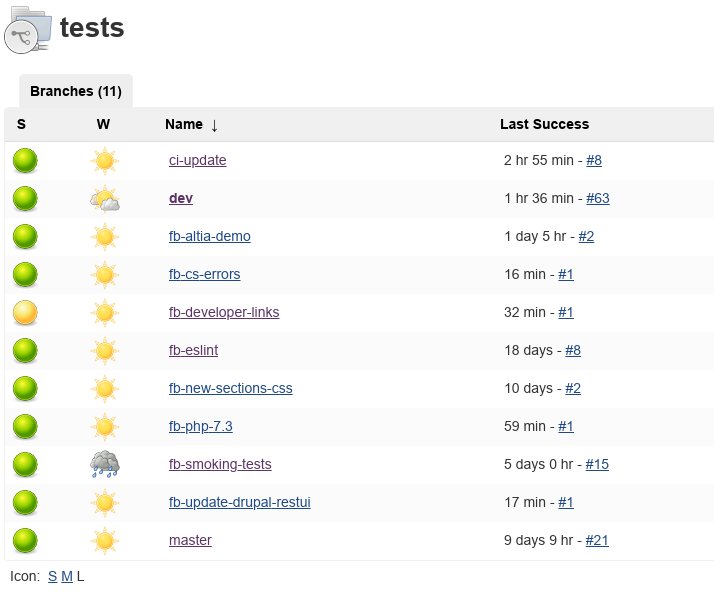 tests
Branches (11)
S W Name ↓ Last Success
ci-update 2 hr 55 min - #8
dev 1 hr 36 min - #63
fb-altia-demo 1 day 5 hr - #2
fb-cs-errors 16 min - #1
fb-developer-links 32 min - #1
fb-eslint 18 days - #8
fb-new-sections-css 10 days - #2
fb-php-7.3 59 min - #1
fb-smoking-tests 5 days 0 hr - #15
fb-update-drupal-restui 17 min - #1
master 9 days 9 hr - #21
Icon: S M L